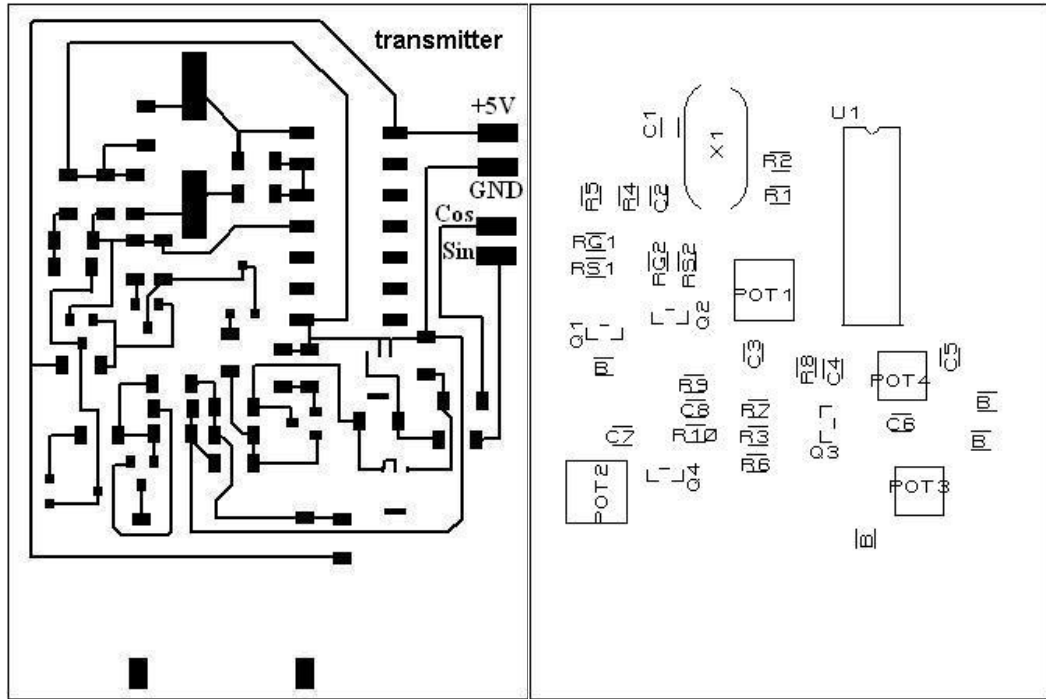 transmitter
+5V
GND
Cos
Sin
U1
C1
X1
R2
R1
R5
R4
C2
RG1
RS1
RG2
RS2
POT1
Q1
Q2
B
C3
R8
C4
POT4
C5
R9
C8
R10
R7
R3
R6
C7
Q3
C6
B
B
POT2
Q4
POT3
B